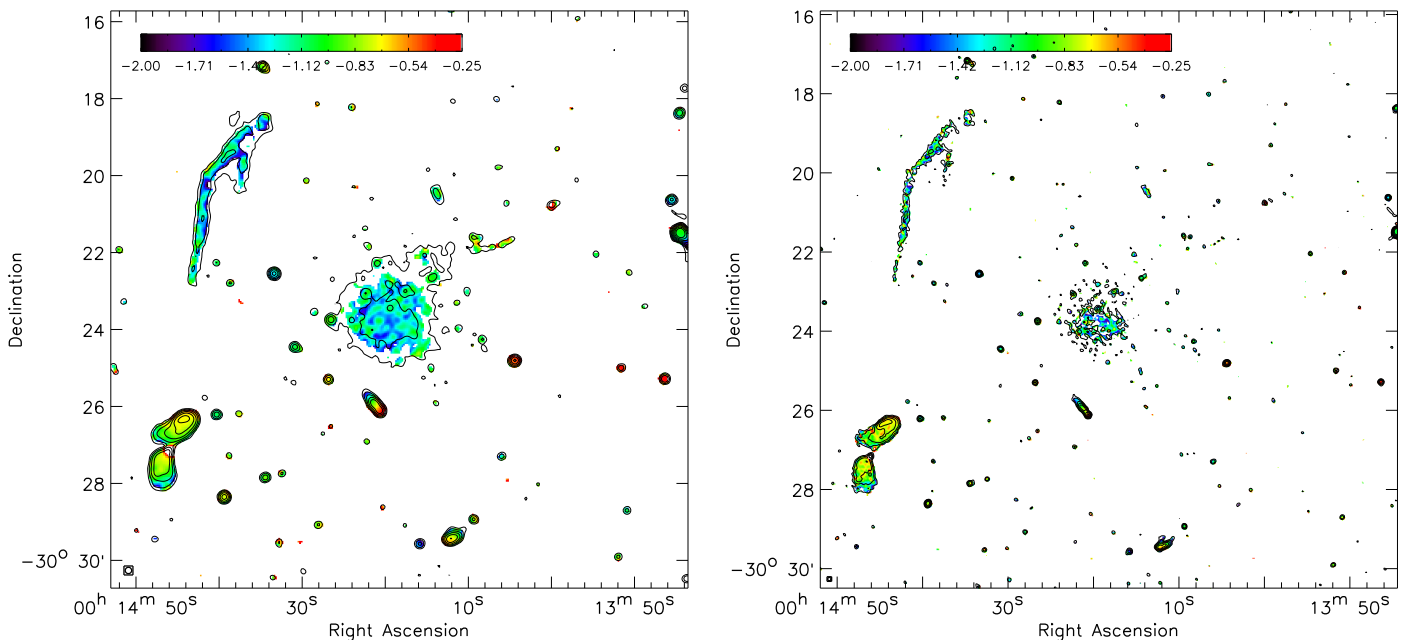 16
18
20
22
24
26
28
−30° 30'
−2.00 −1.71 −1.42 −1.12 −0.83 −0.54 −0.25
00ʰ 14ᵐ 50ˢ 30ˢ 10ˢ 13ᵐ 50ˢ
Right Ascension
Declination
16
18
20
22
24
26
28
−30° 30'
−2.00 −1.71 −1.42 −1.12 −0.83 −0.54 −0.25
00ʰ 14ᵐ 50ˢ 30ˢ 10ˢ 13ᵐ 50ˢ
Right Ascension
Declination